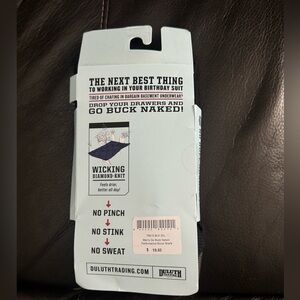 THE NEXT BEST THING
TO WORKING IN YOUR BIRTHDAY SUIT
TIRED OF CHAFING IN BARGAIN BASEMENT UNDERWEAR?
DROP YOUR DRAWERS AND
GO BUCK NAKED!
WICKING
DIAMOND KNIT
Feels drier,
better all day!
NO PINCH
NO STINK
NO SWEAT
DULUTHTRADING.COM
DULUTH